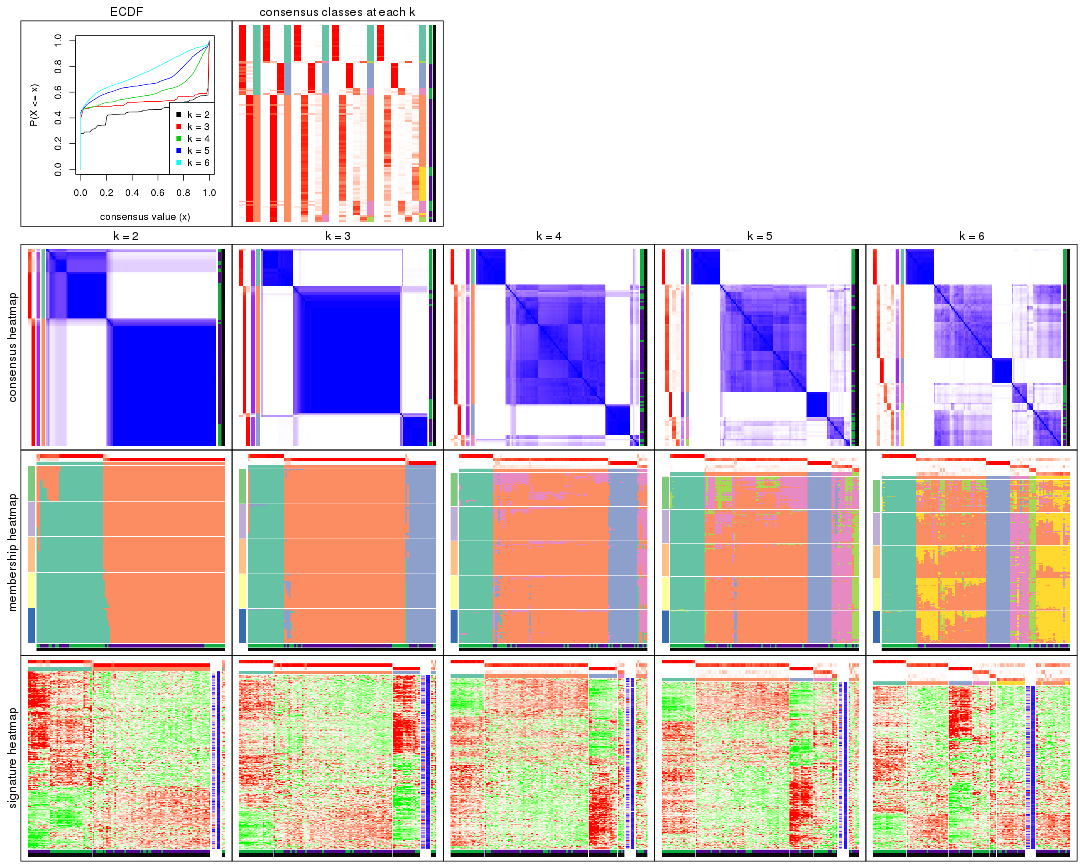 ECDF
consensus classes at each k
P(X <= x)
0.0 0.2 0.4 0.6 0.8 1.0
k = 2
k = 3
k = 4
k = 5
k = 6
0.0 0.2 0.4 0.6 0.8 1.0
consensus value (x)
k = 2
k = 3
k = 4
k = 5
k = 6
consensus heatmap
membership heatmap
signature heatmap